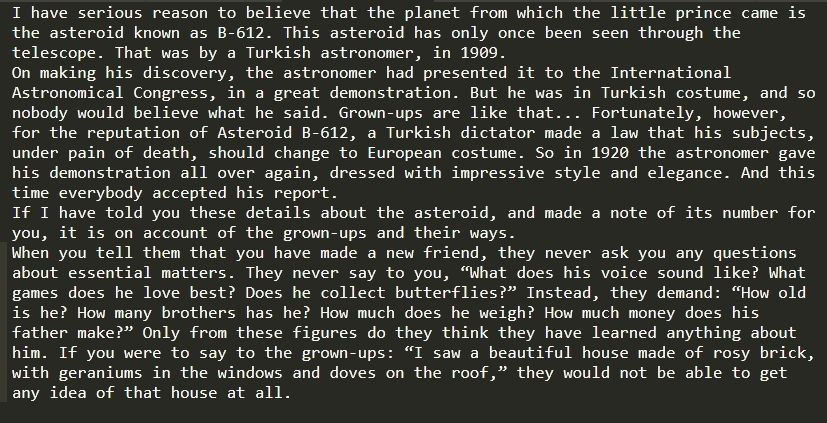 I have serious reason to believe that the planet from which the little prince came is
the asteroid known as B-612. This asteroid has only once been seen through the
telescope. That was by a Turkish astronomer, in 1909.
On making his discovery, the astronomer had presented it to the International
Astronomical Congress, in a great demonstration. But he was in Turkish costume, and so
nobody would believe what he said. Grown-ups are like that... Fortunately, however,
for the reputation of Asteroid B-612, a Turkish dictator made a law that his subjects,
under pain of death, should change to European costume. So in 1920 the astronomer gave
his demonstration all over again, dressed with impressive style and elegance. And this
time everybody accepted his report.
If I have told you these details about the asteroid, and made a note of its number for
you, it is on account of the grown-ups and their ways.
When you tell them that you have made a new friend, they never ask you any questions
about essential matters. They never say to you, “What does his voice sound like? What
games does he love best? Does he collect butterflies?” Instead, they demand: “How old
is he? How many brothers has he? How much does he weigh? How much money does his
father make?” Only from these figures do they think they have learned anything about
him. If you were to say to the grown-ups: “I saw a beautiful house made of rosy brick,
with geraniums in the windows and doves on the roof,” they would not be able to get
any idea of that house at all.